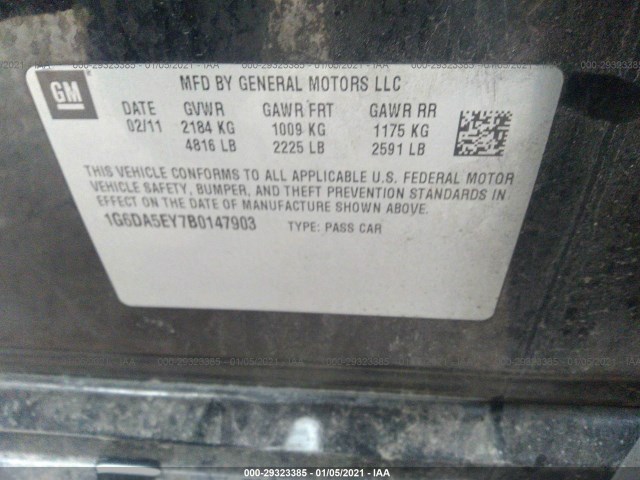 GM
MFD BY GENERAL MOTORS LLC
DATE GVWR GAWR FRT GAWR RR
02/11 2184 KG 1009 KG 1175 KG
4816 LB 2225 LB 2591 LB
THIS VEHICLE CONFORMS TO ALL APPLICABLE U.S. FEDERAL MOTOR
VEHICLE SAFETY, BUMPER, AND THEFT PREVENTION STANDARDS IN
EFFECT ON THE DATE OF MANUFACTURE SHOWN ABOVE.
1G6DA5EY7B0147903 TYPE: PASS CAR
000-29323385 - 01/05/2021 - IAA